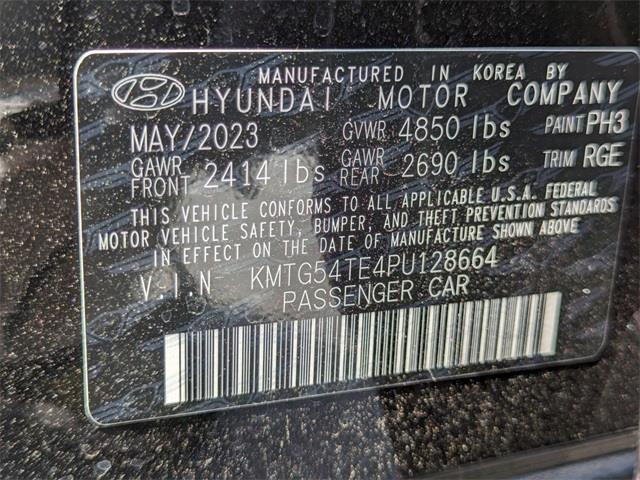 MANUFACTURED IN KOREA BY
HYUNDAI MOTOR COMPANY
MAY/2023 GVWR 4850 lbs PAINT PH3
GAWR FRONT 2414 lbs GAWR REAR 2690 lbs TRIM RGE
THIS VEHICLE CONFORMS TO ALL APPLICABLE U.S.A. FEDERAL
MOTOR VEHICLE SAFETY, BUMPER, AND THEFT PREVENTION STANDARDS
IN EFFECT ON THE DATE OF MANUFACTURE SHOWN ABOVE
V.I.N KMTG54TE4PU128664
PASSENGER CAR